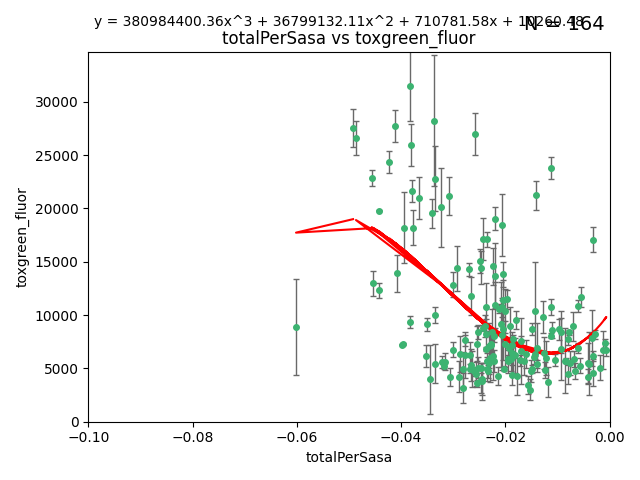 y = 380984400.36x^3 + 36799132.11x^2 + 710781.58x + 10260.48
N = 164
totalPerSasa vs toxgreen_fluor
toxgreen_fluor
30000
25000
20000
15000
10000
5000
0
−0.10
−0.08
−0.06
−0.04
−0.02
0.00
totalPerSasa